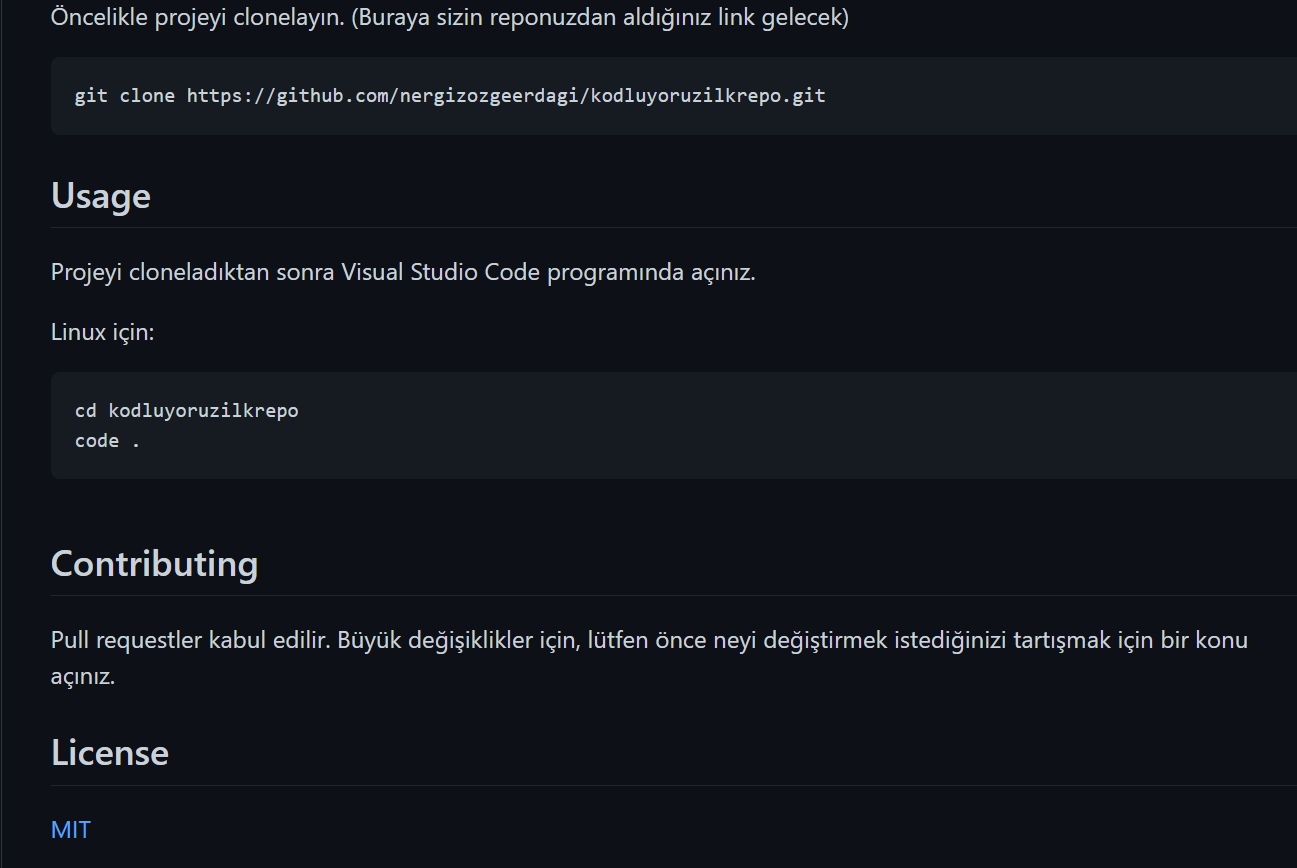 Öncelikle projeyi clonelayın. (Buraya sizin reponuzdan aldığınız link gelecek)
git clone https://github.com/nergizozgeerdagi/kodluyoruzilkrepo.git
Usage
Projeyi cloneladıktan sonra Visual Studio Code programında açınız.
Linux için:
cd kodluyoruzilkrepo
code .
Contributing
Pull requestler kabul edilir. Büyük değişiklikler için, lütfen önce neyi değiştirmek istediğinizi tartışmak için bir konu
açınız.
License
MIT